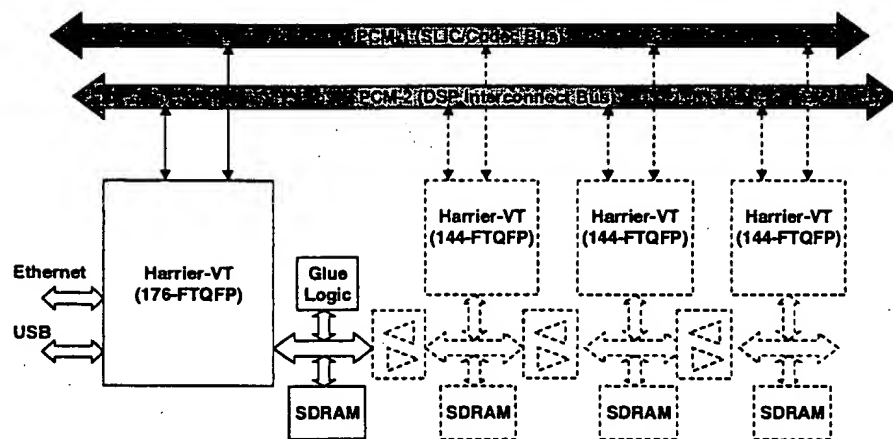 PCM-1 (SLIC/Codec Bus)
PCM-2 (DSP Interconnect Bus)
Harrier-VT
(144-FTQFP)
Harrier-VT
(144-FTQFP)
Harrier-VT
(144-FTQFP)
Ethernet
Harrier-VT
(176-FTQFP)
Glue
Logic
USB
SDRAM
SDRAM
SDRAM
SDRAM